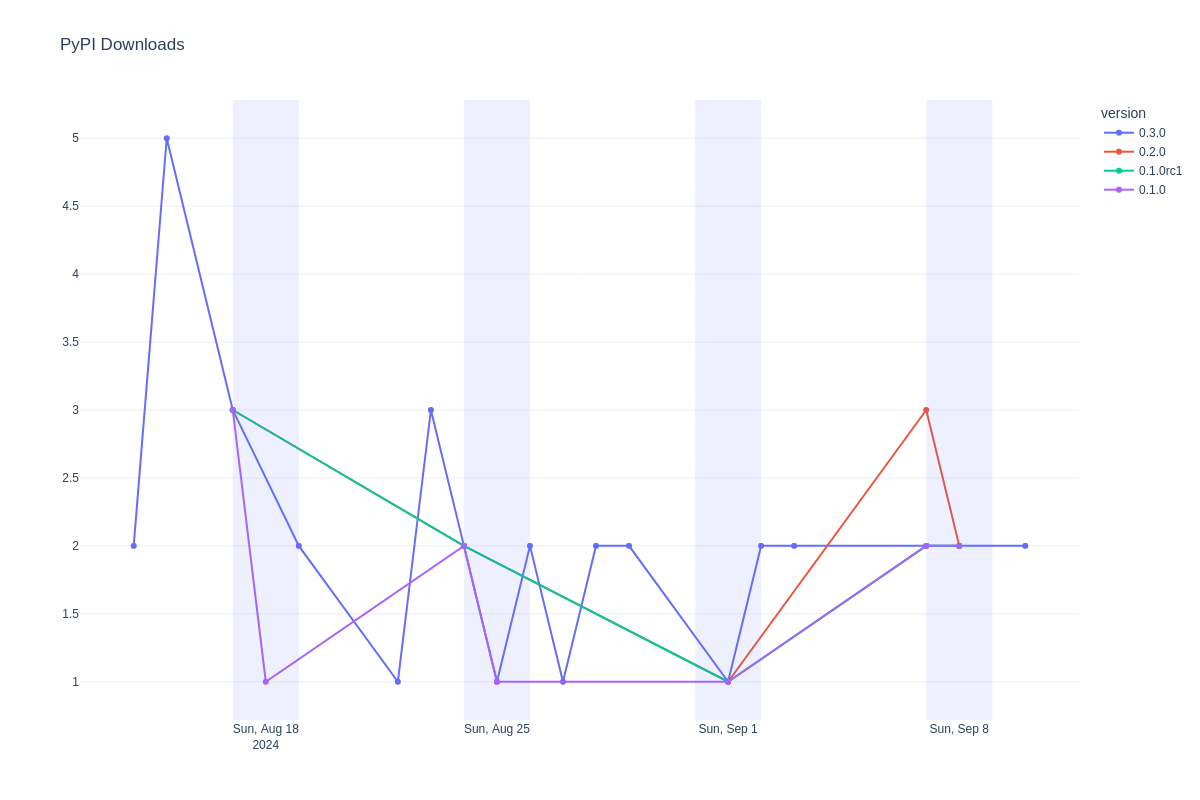 PyPI Downloads
version
0.3.0
0.2.0
0.1.0rc1
0.1.0
5
4.5
4
3.5
3
2.5
2
1.5
1
Sun, Aug 18
2024
Sun, Aug 25
Sun, Sep 1
Sun, Sep 8